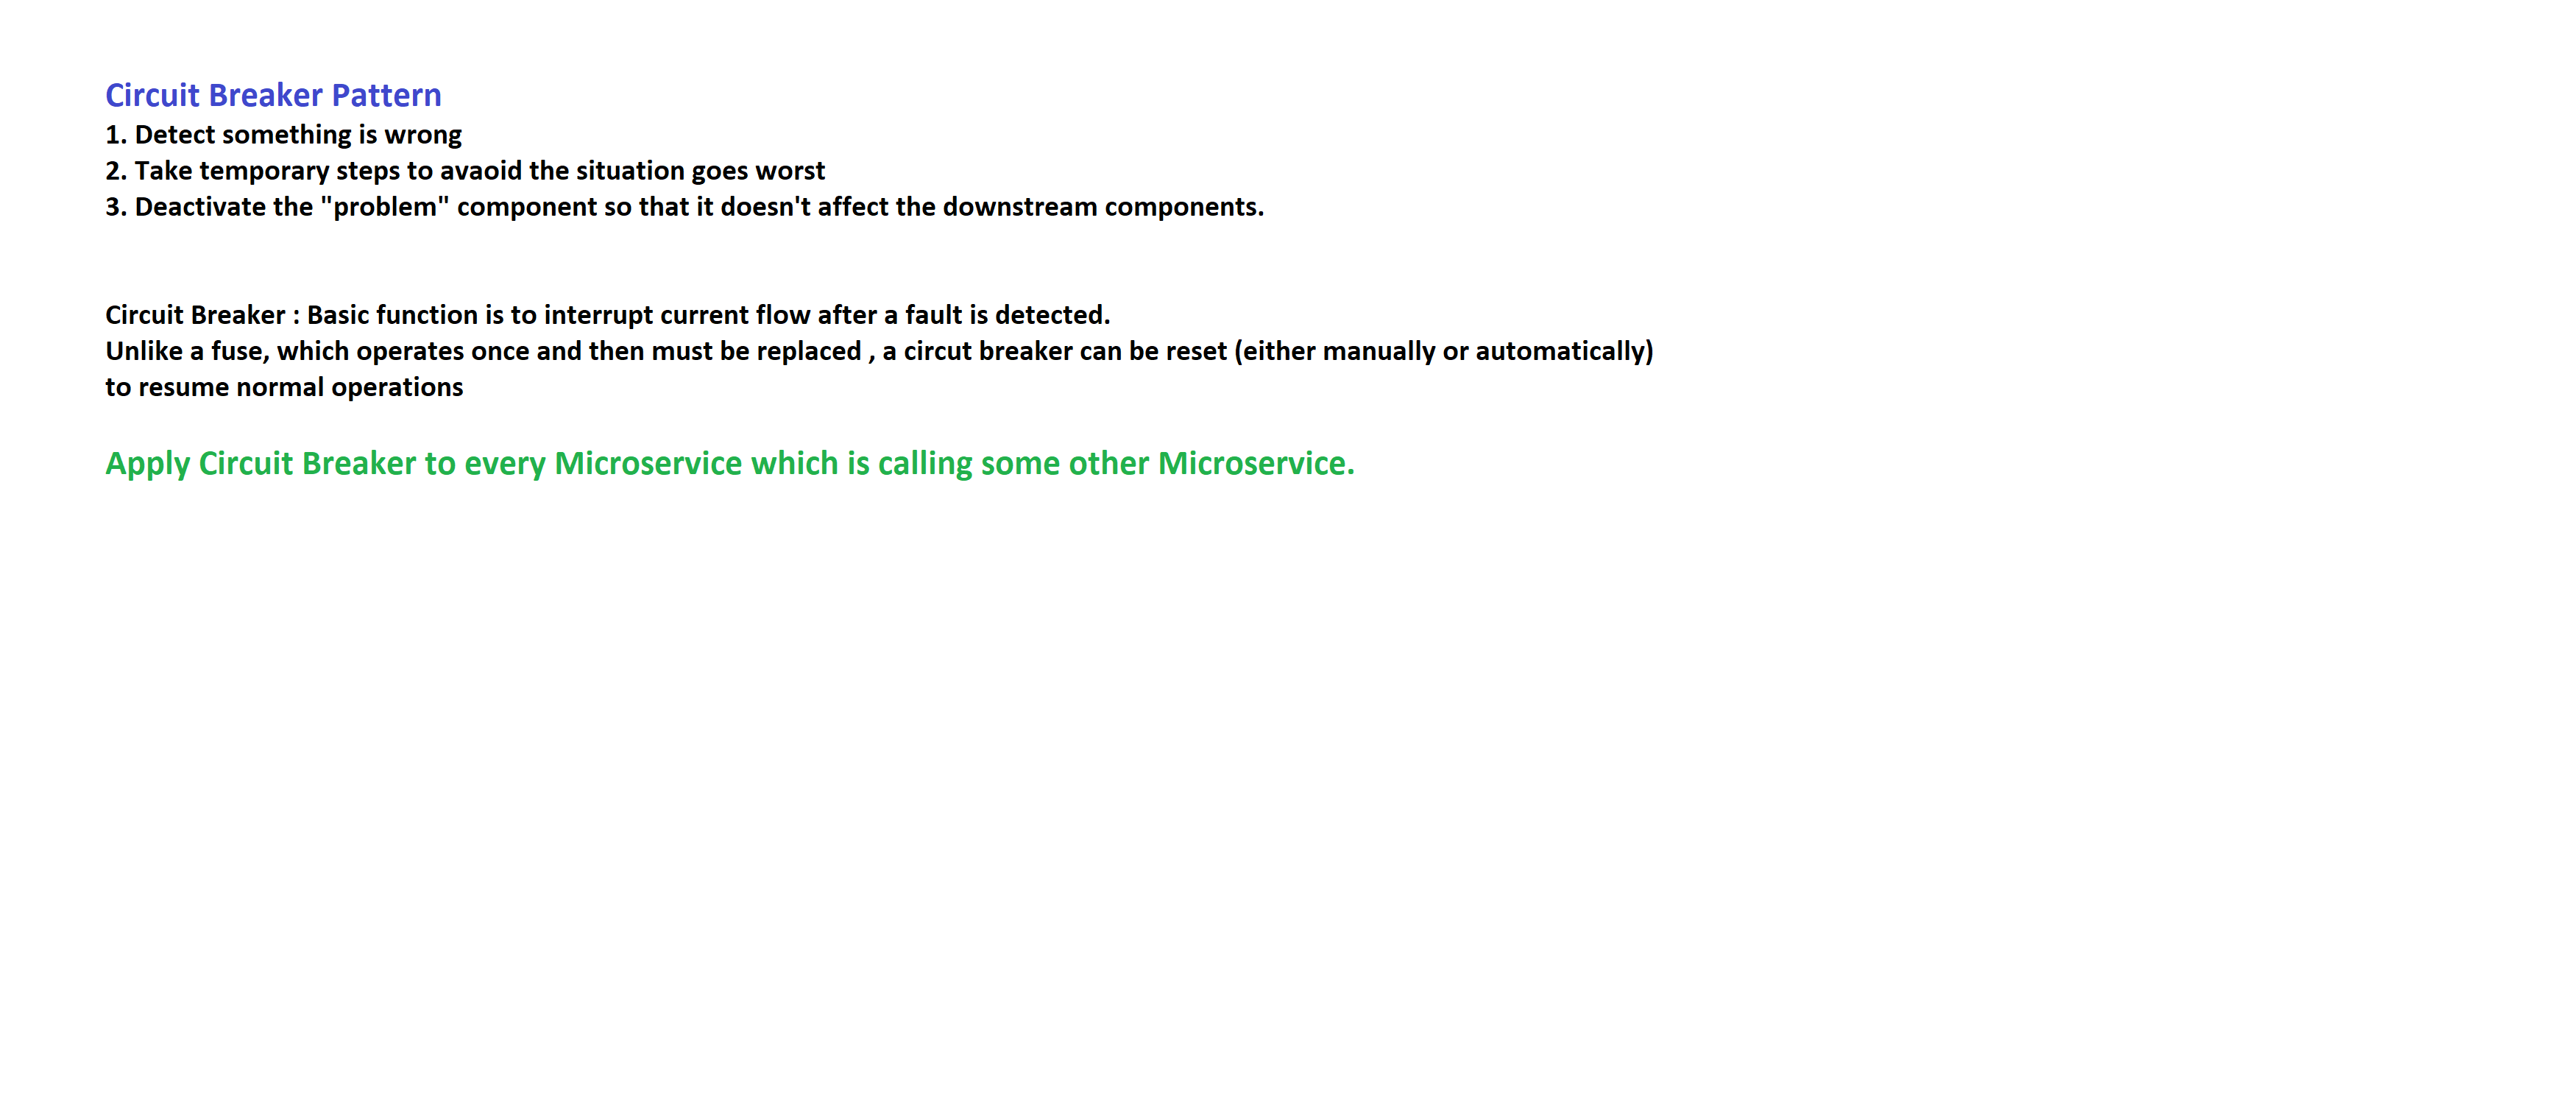 Circuit Breaker Pattern
1. Detect something is wrong
2. Take temporary steps to avaoid the situation goes worst
3. Deactivate the "problem" component so that it doesn't affect the downstream components.
Circuit Breaker : Basic function is to interrupt current flow after a fault is detected.
Unlike a fuse, which operates once and then must be replaced , a circut breaker can be reset (either manually or automatically)
to resume normal operations
Apply Circuit Breaker to every Microservice which is calling some other Microservice.